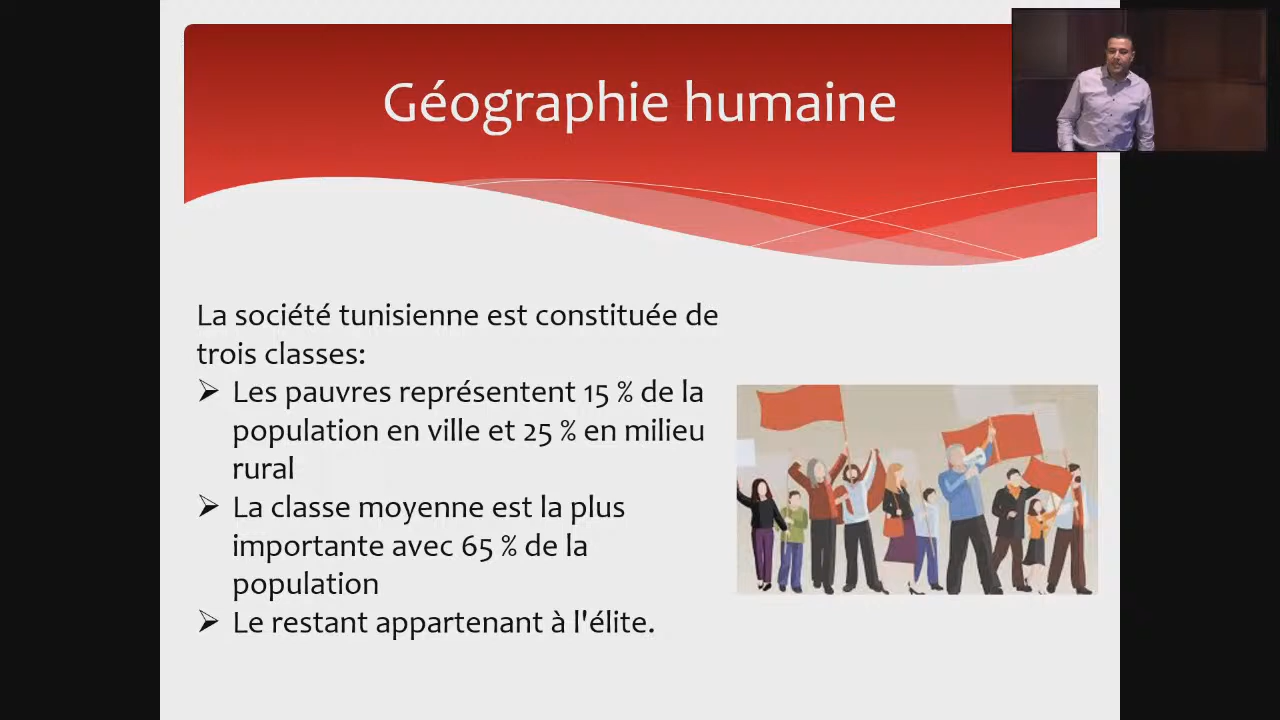 Géographie humaine
La société tunisienne est constituée de
trois classes:
Les pauvres représentent 15 % de la
population en ville et 25 % en milieu
rural
La classe moyenne est la plus
importante avec 65 % de la
population
Le restant appartenant à l'élite.